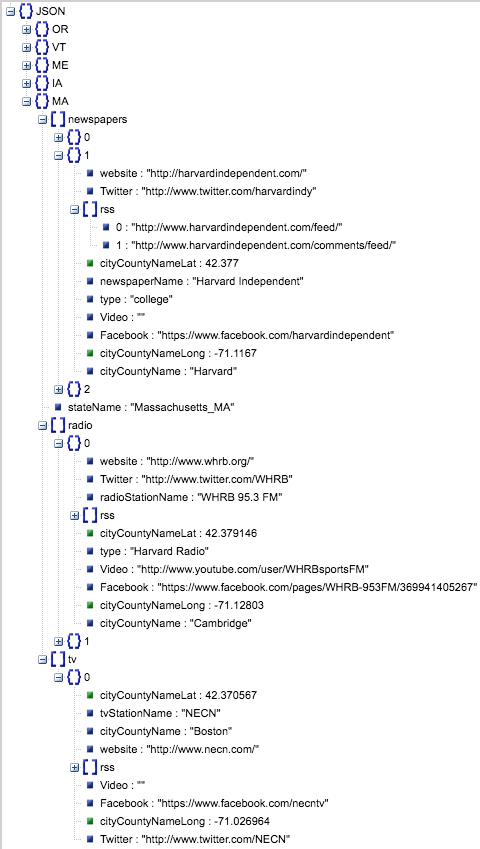 JSON
OR
VT
ME
IA
MA
newspapers
0
1
website : "http://harvardindependent.com/"
Twitter : "http://www.twitter.com/harvardindy"
rss
0 : "http://www.harvardindependent.com/feed/"
1 : "http://www.harvardindependent.com/comments/feed/"
cityCountyNameLat : 42.377
newspaperName : "Harvard Independent"
type : "college"
Video : ""
Facebook : "https://www.facebook.com/harvardindependent"
cityCountyNameLong : -71.1167
cityCountyName : "Harvard"
2
stateName : "Massachusetts_MA"
radio
0
website : "http://www.whrb.org/"
Twitter : "http://www.twitter.com/WHRB"
radioStationName : "WHRB 95.3 FM"
rss
cityCountyNameLat : 42.379146
type : "Harvard Radio"
Video : "http://www.youtube.com/user/WHRBsportsFM"
Facebook : "https://www.facebook.com/pages/WHRB-953FM/369941405267"
cityCountyNameLong : -71.12803
cityCountyName : "Cambridge"
1
tv
0
cityCountyNameLat : 42.370567
tvStationName : "NECN"
cityCountyName : "Boston"
website : "http://www.necn.com/"
rss
Video : ""
Facebook : "https://www.facebook.com/necntv"
cityCountyNameLong : -71.026964
Twitter : "http://www.twitter.com/NECN"